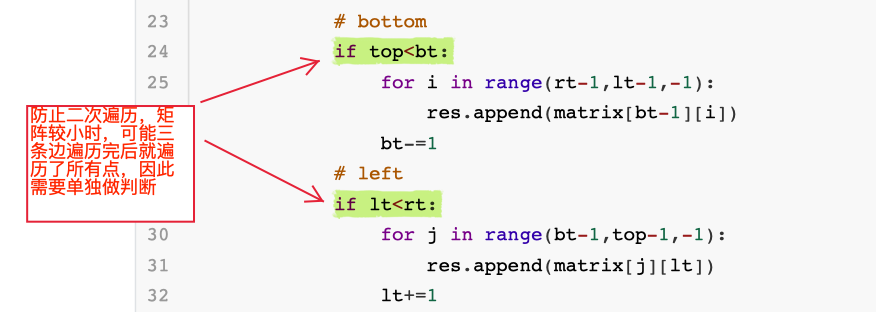 23 # bottom
24 if top<bt:
25 for i in range(rt-1,lt-1,-1):
res.append(matrix[bt-1][i])
bt-=1
# left
if lt<rt:
30 for j in range(bt-1,top-1,-1):
31 res.append(matrix[j][lt])
32 lt+=1
防止二次遍历，矩
阵较小时，可能三
条边遍历完后就遍
历了所有点，因此
需要单独做判断